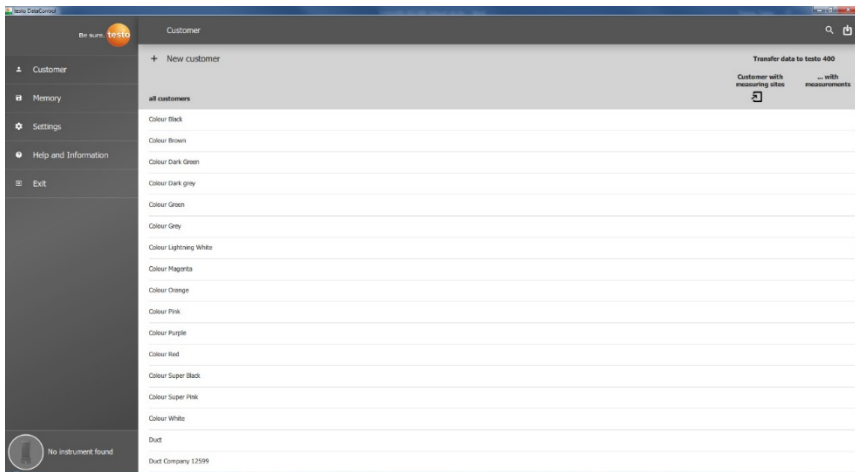 testo DataControl
Be sure. testo
Customer
Memory
Settings
Help and Information
Exit
No instrument found
Customer
+ New customer
Transfer data to testo 400
Customer with measuring sites
... with measurements
all customers
Colour Black
Colour Brown
Colour Dark Green
Colour Dark grey
Colour Green
Colour Grey
Colour Lightning White
Colour Magenta
Colour Orange
Colour Pink
Colour Purple
Colour Red
Colour Super Black
Colour Super Pink
Colour White
Duct
Duct Company 12599